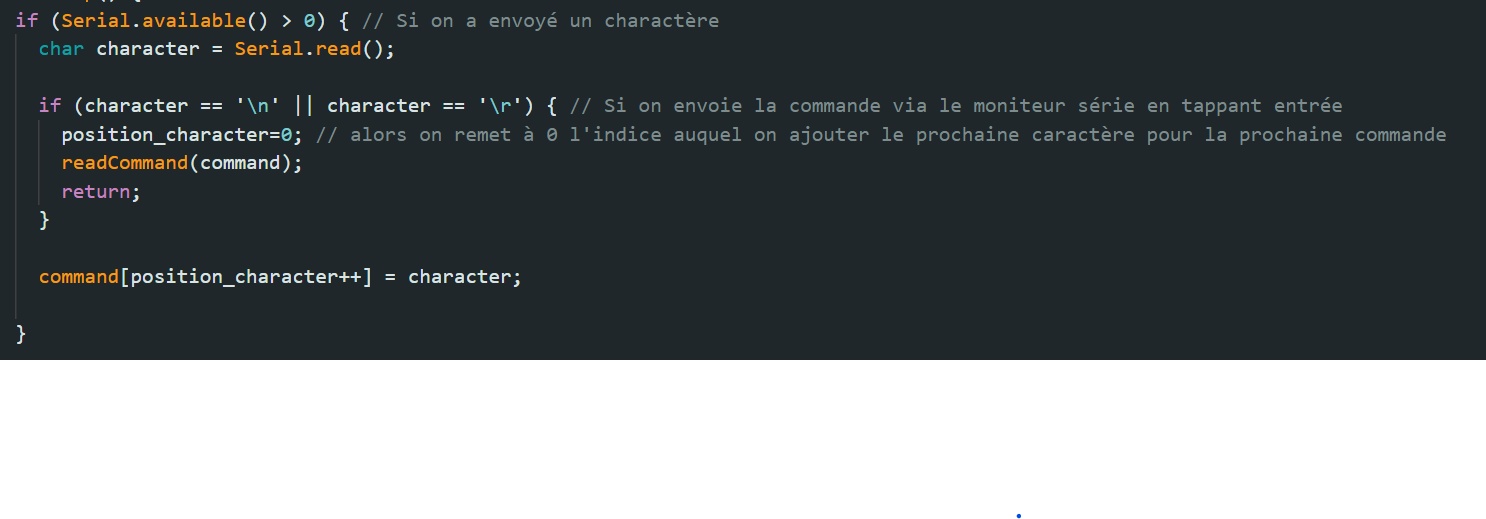 if (Serial.available() > 0) { // Si on a envoyé un charactère
char character = Serial.read();
if (character == '\n' || character == '\r') { // Si on envoie la commande via le moniteur série en tappant entrée
position_character=0; // alors on remet à 0 l'indice auquel on ajouter le prochaine caractère pour la prochaine commande
readCommand(command);
return;
}
command[position_character++] = character;
}